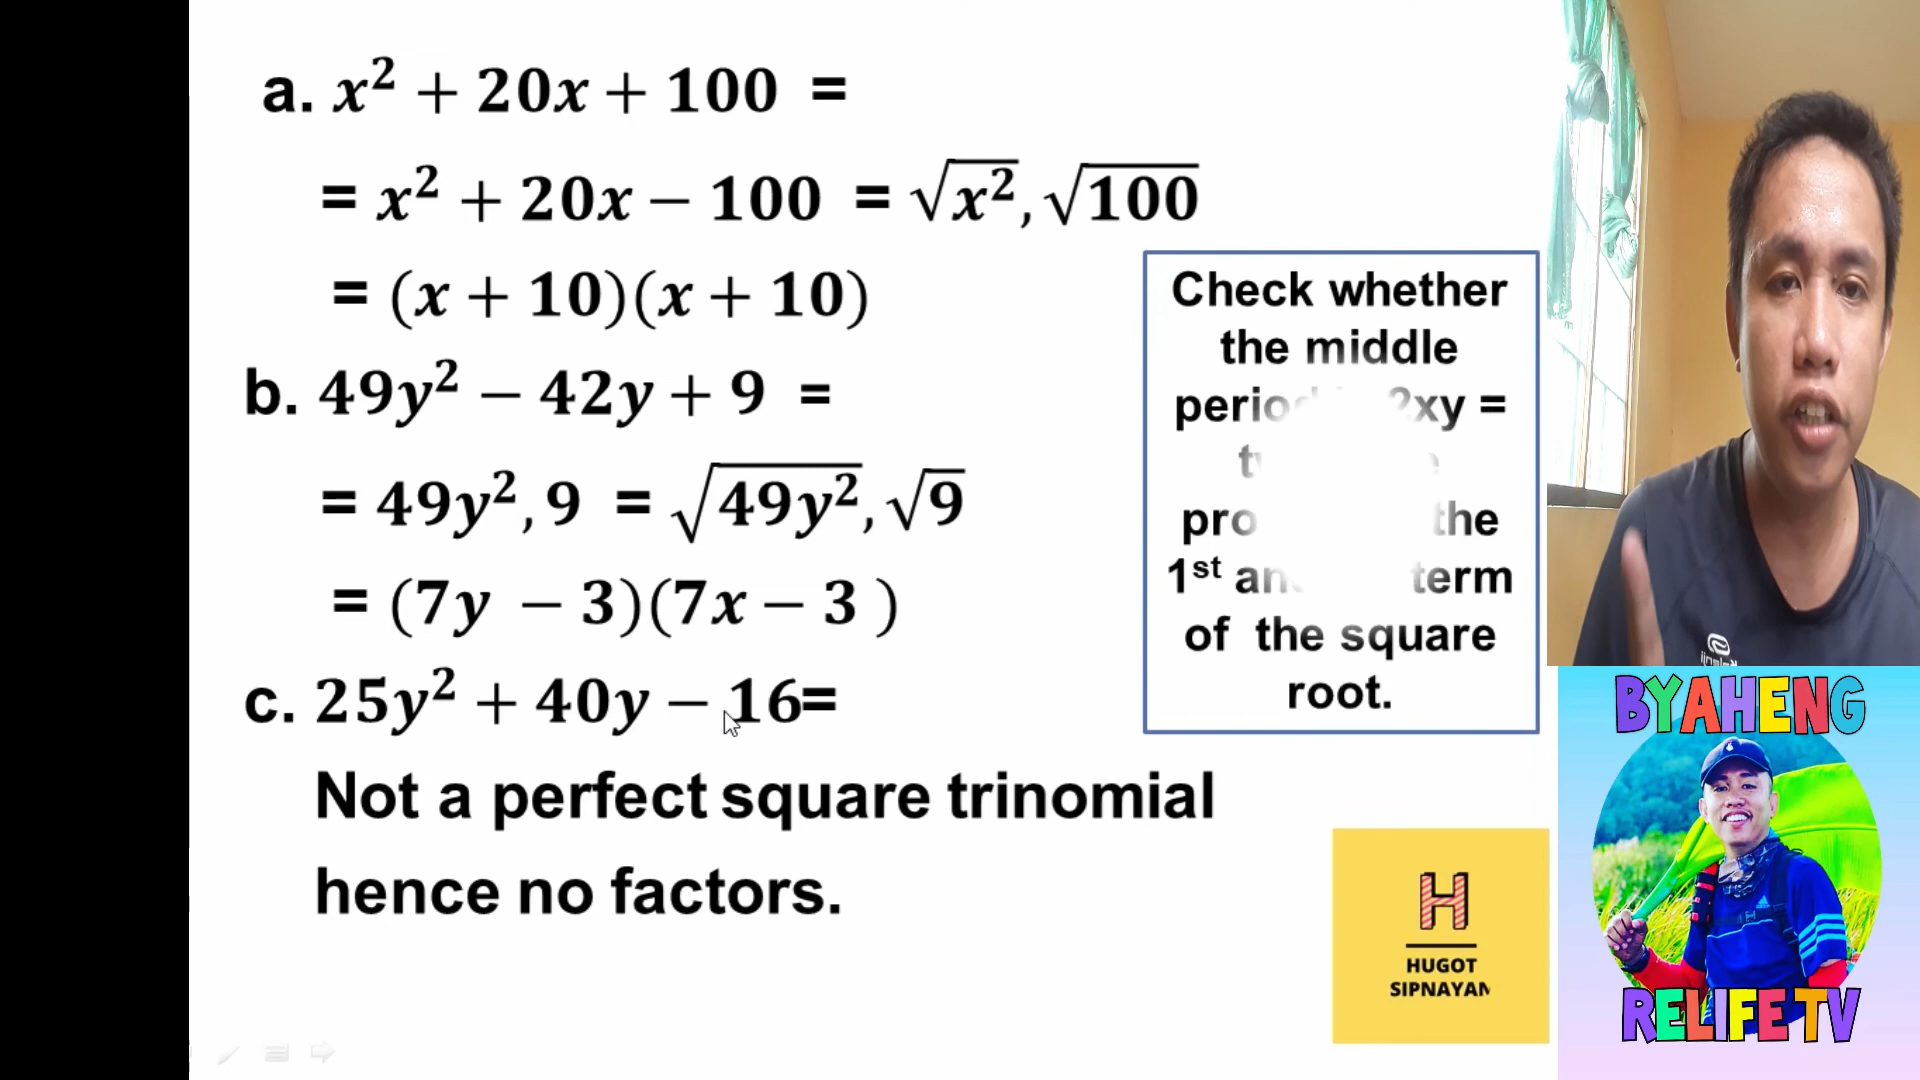 a. x² + 20x + 100 =
= x² + 20x − 100 = √x², √100
= (x + 10)(x + 10)
b. 49y² − 42y + 9 =
= 49y², 9 = √49y², √9
= (7y − 3)(7x − 3 )
c. 25y² + 40y − 16=
Not a perfect square trinomial
hence no factors.
Check whether
the middle
2xy =
the
1st term
of the square
root.
H
HUGOT
SIPNAYAN
BYAHENG
RELIFE TV